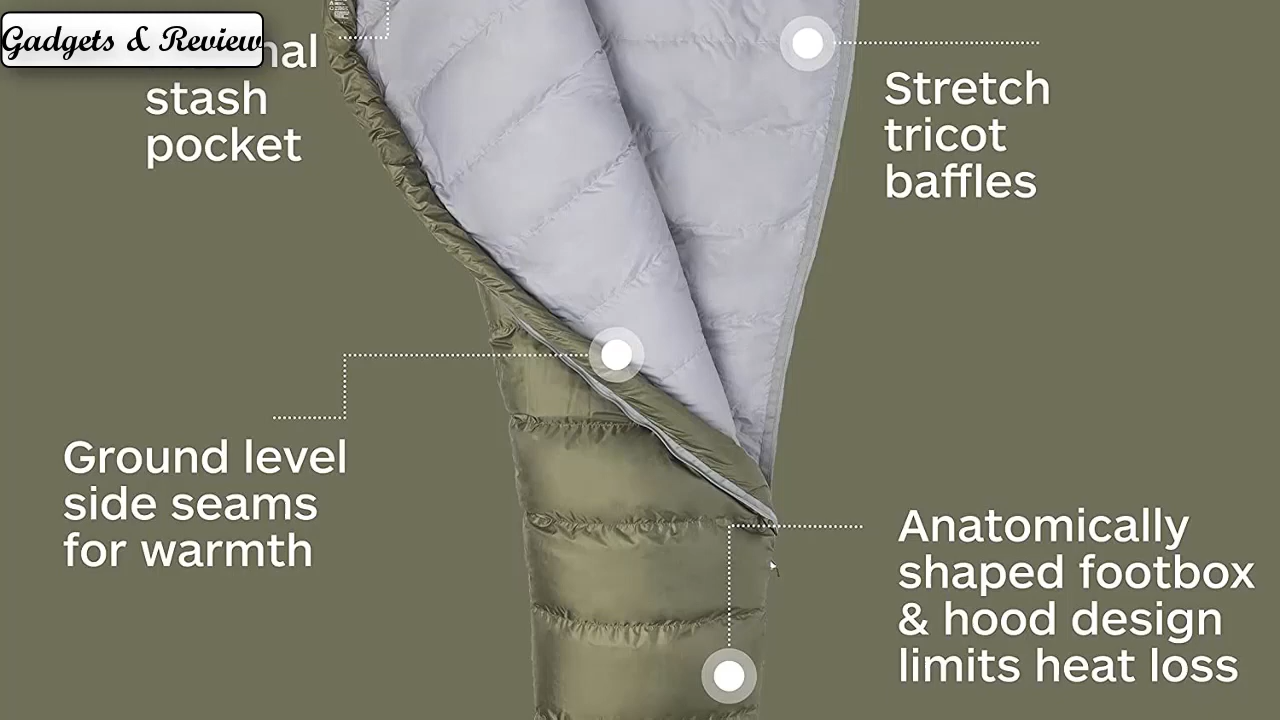 Gadgets & Review
stash
pocket
Stretch
tricot
baffles
Ground level
side seams
for warmth
Anatomically
shaped footbox
& hood design
limits heat loss